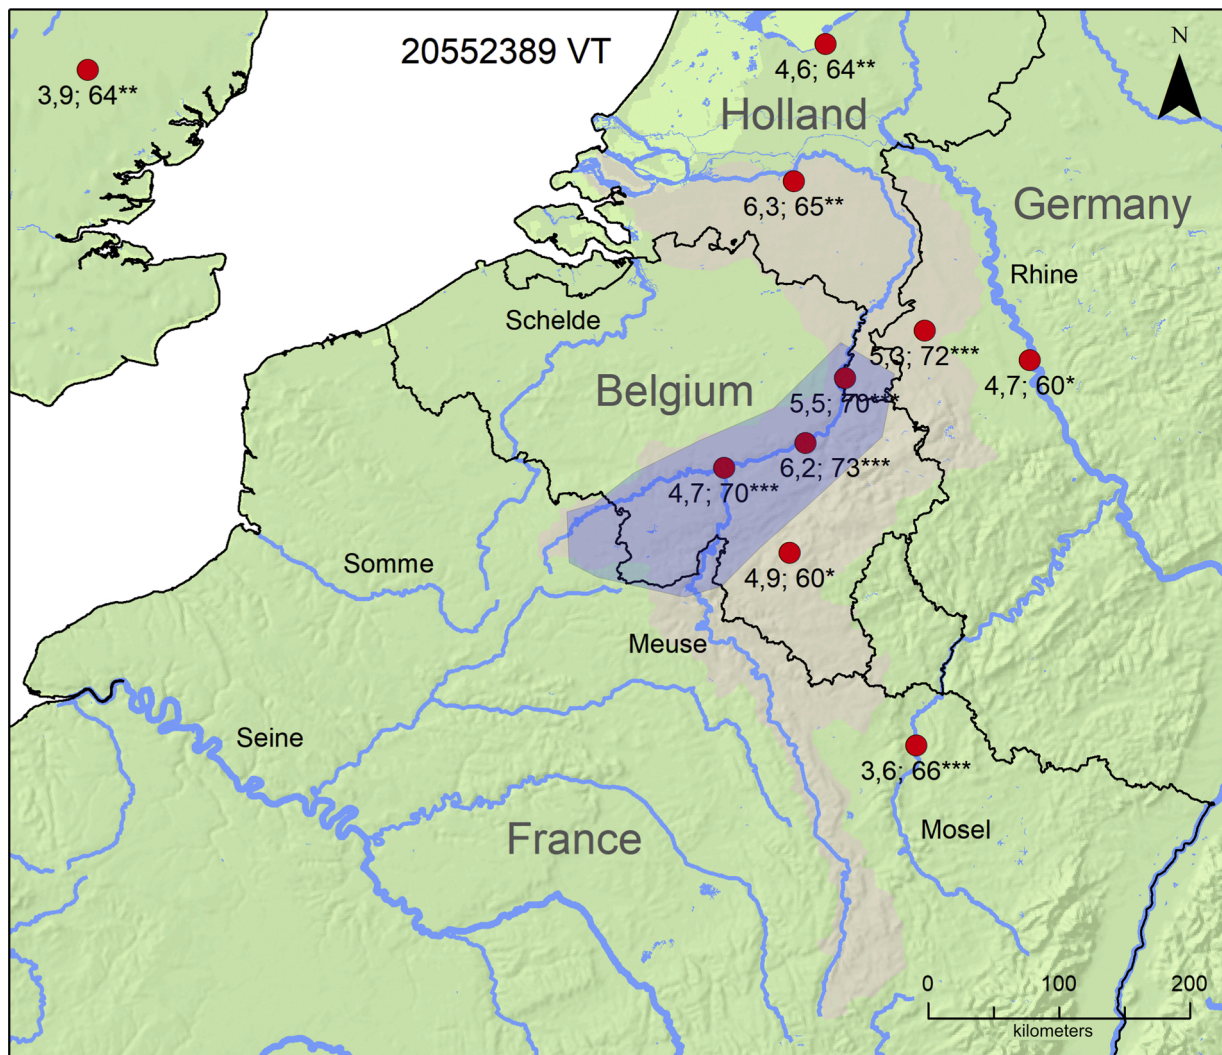 20552389 VT
N
3,9; 64**
4,6; 64**
Holland
6,3; 65**
Germany
Rhine
Schelde
5,3; 72***
4,7; 60*
Belgium
5,5; 70***
6,2; 73***
4,7; 70***
Somme
4,9; 60*
Meuse
Seine
3,6; 66***
Mosel
France
0 100 200
kilometers